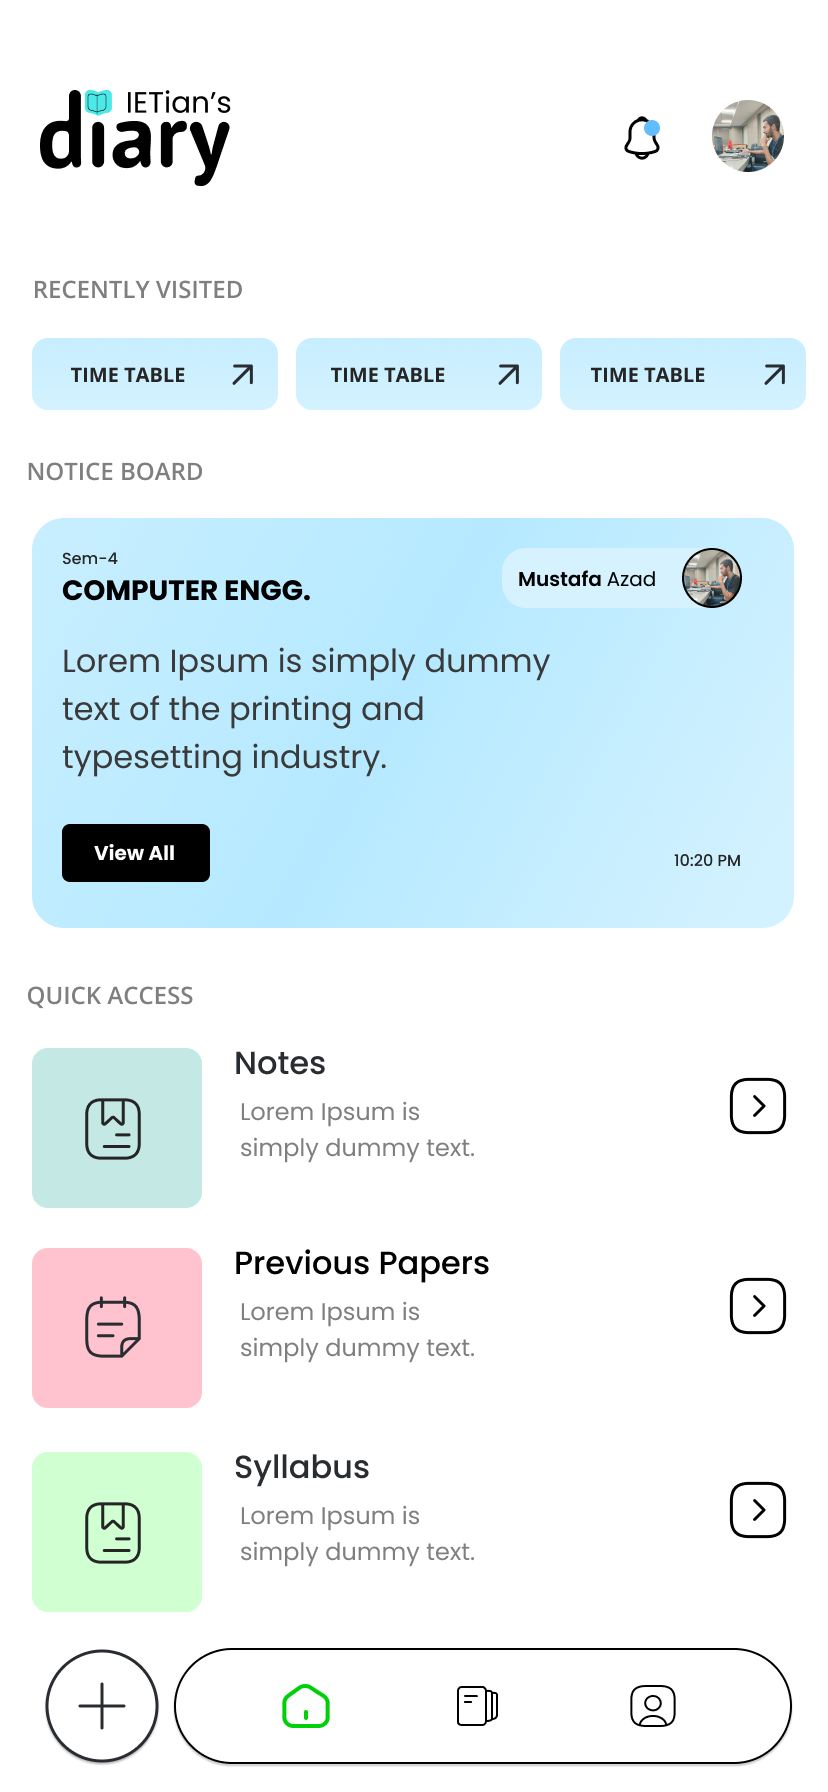 IETian's
diary
RECENTLY VISITED
TIME TABLE
TIME TABLE
TIME TABLE
NOTICE BOARD
Sem-4
COMPUTER ENGG.
Mustafa Azad
Lorem Ipsum is simply dummy
text of the printing and
typesetting industry.
View All
10:20 PM
QUICK ACCESS
Notes
Lorem Ipsum is
simply dummy text.
Previous Papers
Lorem Ipsum is
simply dummy text.
Syllabus
Lorem Ipsum is
simply dummy text.